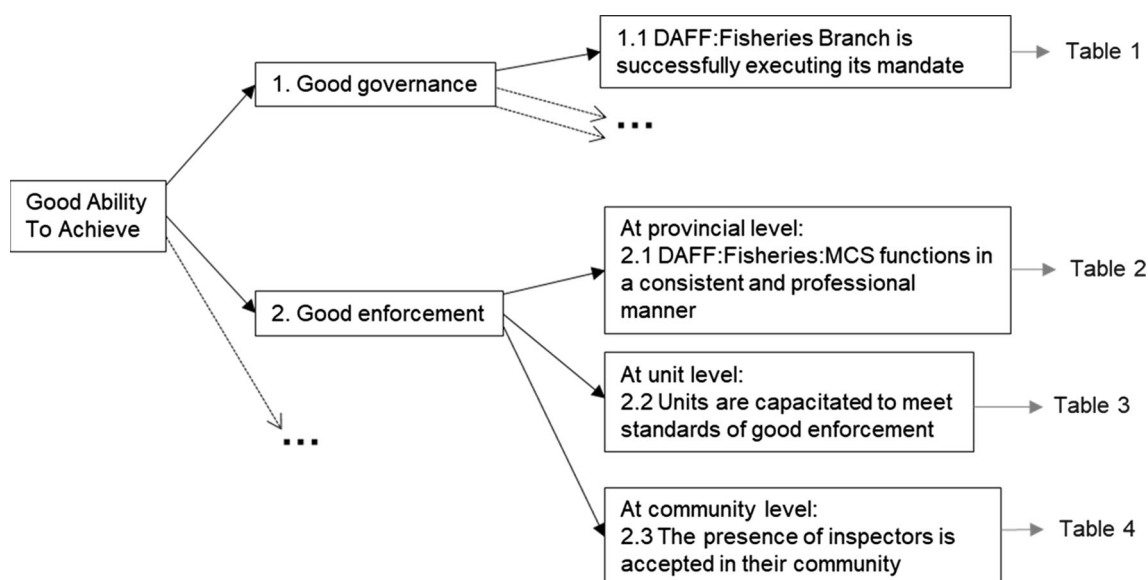 Good Ability
To Achieve
1. Good governance
1.1 DAFF:Fisheries Branch is
successfully executing its mandate
Table 1
...
2. Good enforcement
At provincial level:
2.1 DAFF:Fisheries:MCS functions in
a consistent and professional
manner
Table 2
At unit level:
2.2 Units are capacitated to meet
standards of good enforcement
Table 3
At community level:
2.3 The presence of inspectors is
accepted in their community
Table 4
...